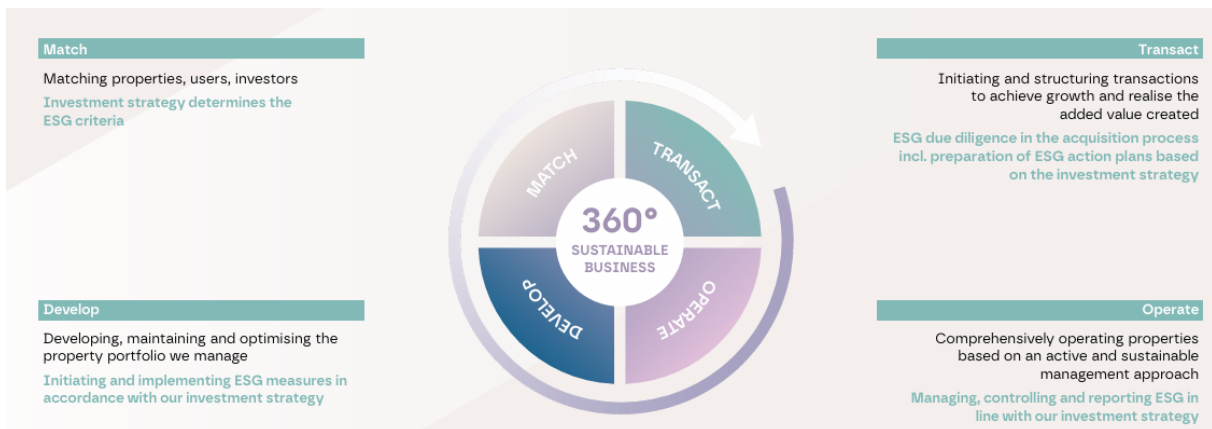 Match
Matching properties, users, investors
Investment strategy determines the
ESG criteria
Transact
Initiating and structuring transactions
to achieve growth and realise the
added value created
ESG due diligence in the acquisition process
incl. preparation of ESG action plans based
on the investment strategy
MATCH
TRANSACT
360°
SUSTAINABLE
BUSINESS
DEVELOP
OPERATE
Develop
Developing, maintaining and optimising the
property portfolio we manage
Initiating and implementing ESG measures in
accordance with our investment strategy
Operate
Comprehensively operating properties
based on an active and sustainable
management approach
Managing, controlling and reporting ESG in
line with our investment strategy